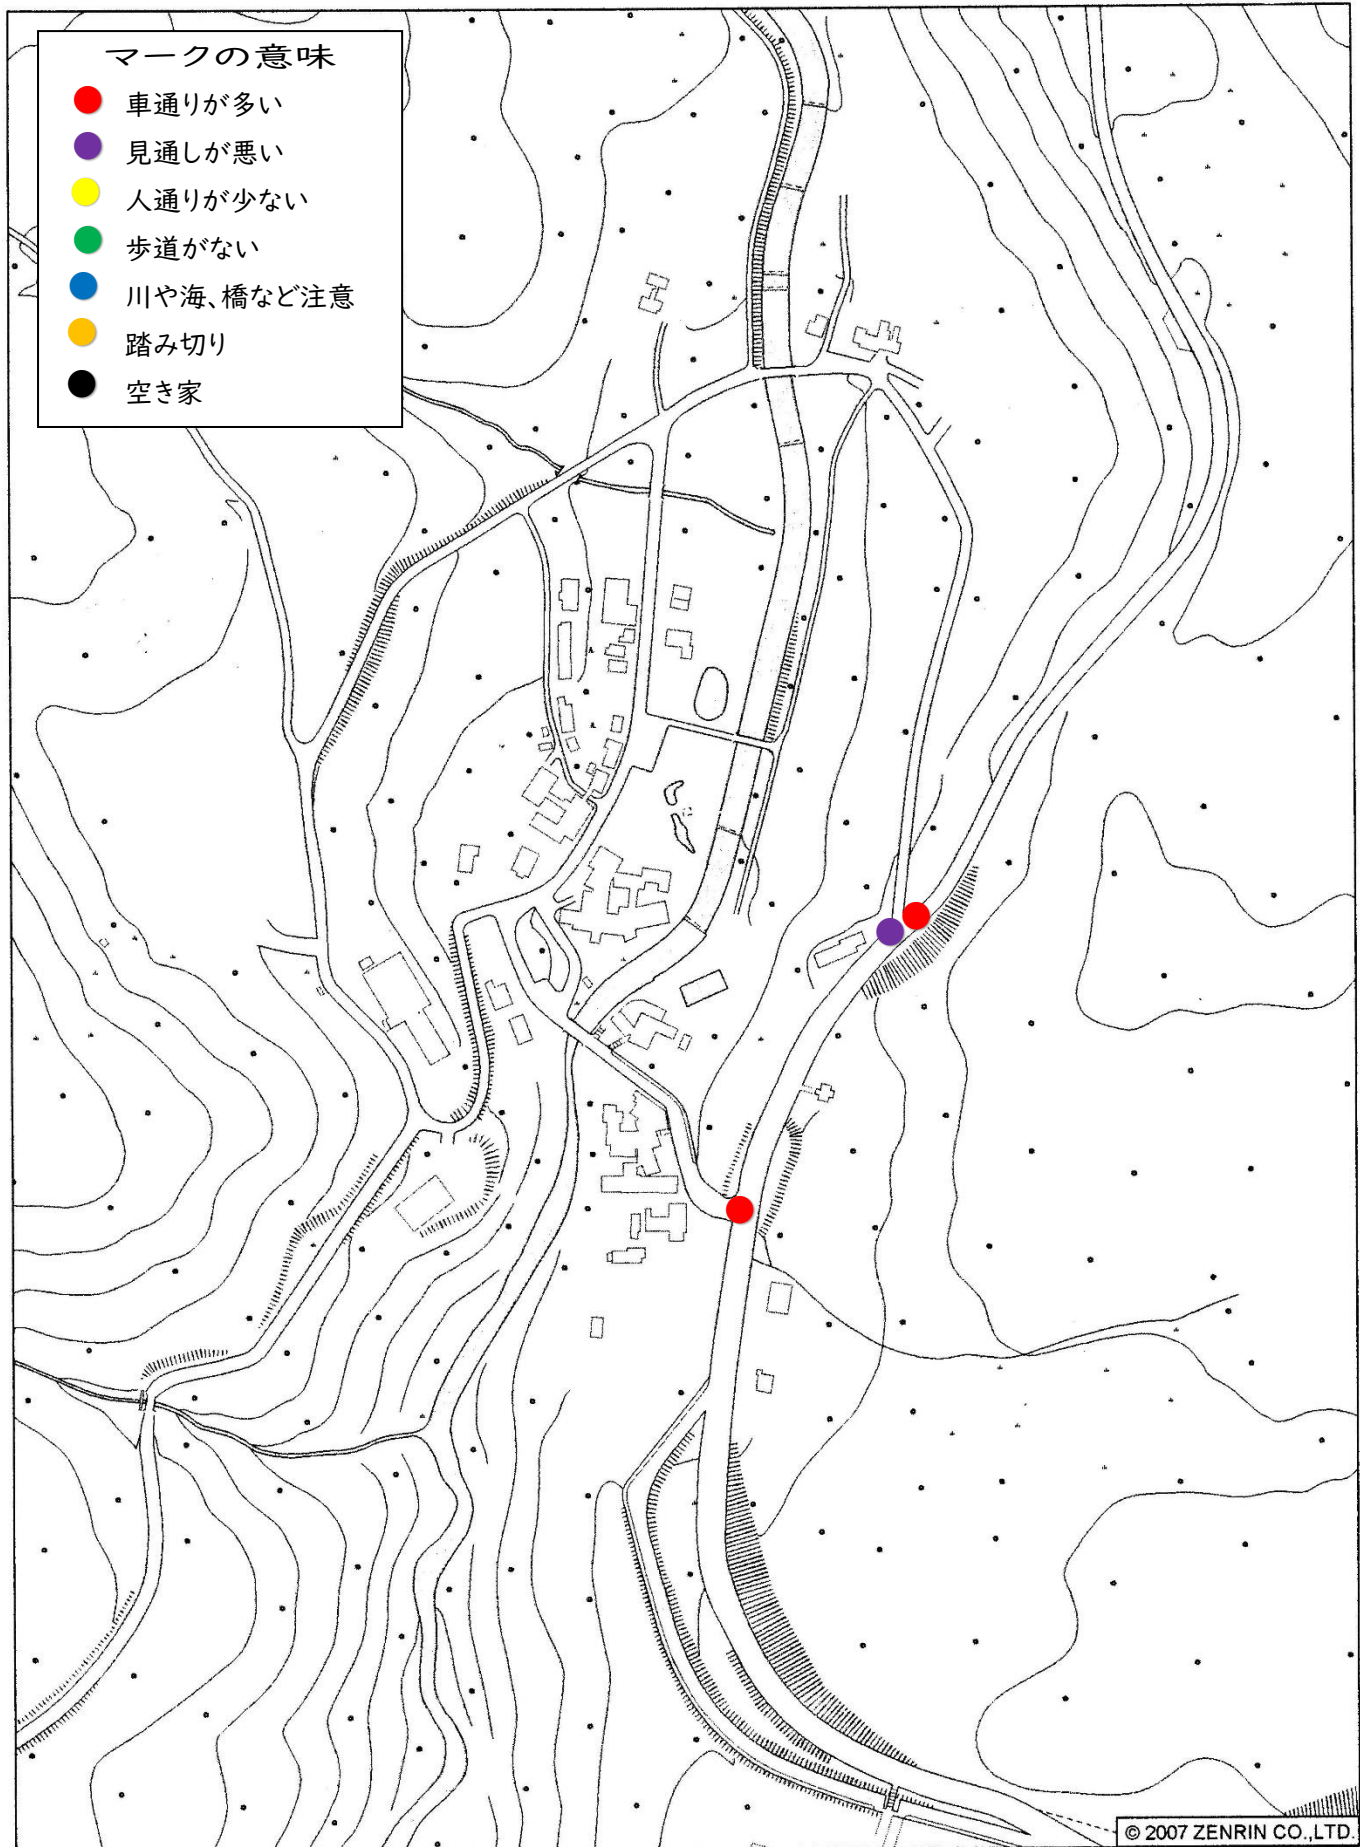 マークの意味
車通りが多い
見通しが悪い
人通りが少ない
歩道がない
川や海、橋など注意
踏み切り
空き家
© 2007 ZENRIN CO.,LTD.